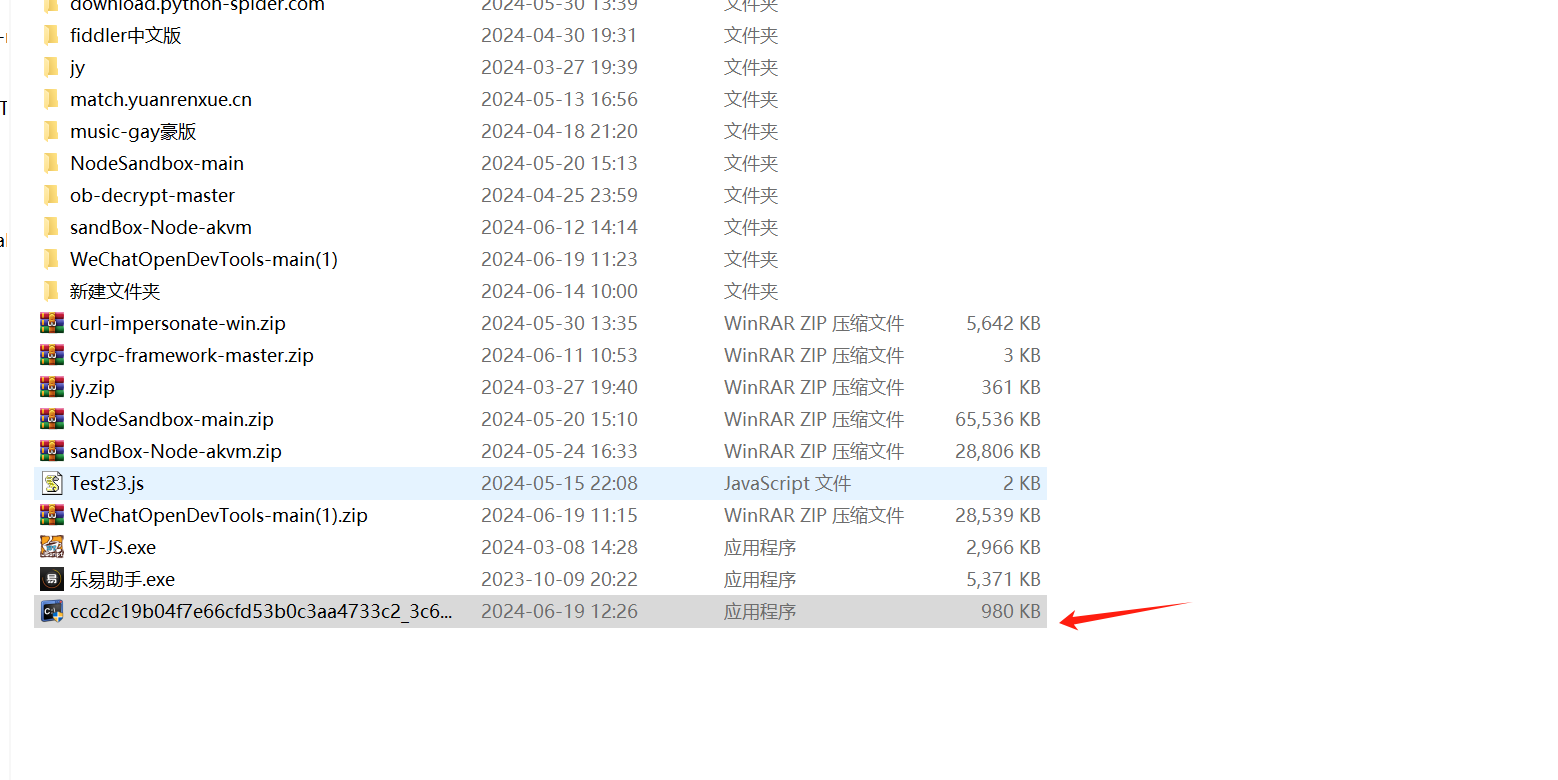 download.python-spider.com 2024-05-30 13:39 文件夹
fiddler中文版 2024-04-30 19:31 文件夹
jy 2024-03-27 19:39 文件夹
match.yuanrenxue.cn 2024-05-13 16:56 文件夹
music-gay豪版 2024-04-18 21:20 文件夹
NodeSandbox-main 2024-05-20 15:13 文件夹
ob-decrypt-master 2024-04-25 23:59 文件夹
sandBox-Node-akvm 2024-06-12 14:14 文件夹
WeChatOpenDevTools-main(1) 2024-06-19 11:23 文件夹
新建文件夹 2024-06-14 10:00 文件夹
curl-impersonate-win.zip 2024-05-30 13:35 WinRAR ZIP 压缩文件 5,642 KB
cyrpc-framework-master.zip 2024-06-11 10:53 WinRAR ZIP 压缩文件 3 KB
jy.zip 2024-03-27 19:40 WinRAR ZIP 压缩文件 361 KB
NodeSandbox-main.zip 2024-05-20 15:10 WinRAR ZIP 压缩文件 65,536 KB
sandBox-Node-akvm.zip 2024-05-24 16:33 WinRAR ZIP 压缩文件 28,806 KB
Test23.js 2024-05-15 22:08 JavaScript 文件 2 KB
WeChatOpenDevTools-main(1).zip 2024-06-19 11:15 WinRAR ZIP 压缩文件 28,539 KB
WT-JS.exe 2024-03-08 14:28 应用程序 2,966 KB
乐易助手.exe 2023-10-09 20:22 应用程序 5,371 KB
ccd2c19b04f7e66cfd53b0c3aa4733c2_3c6... 2024-06-19 12:26 应用程序 980 KB